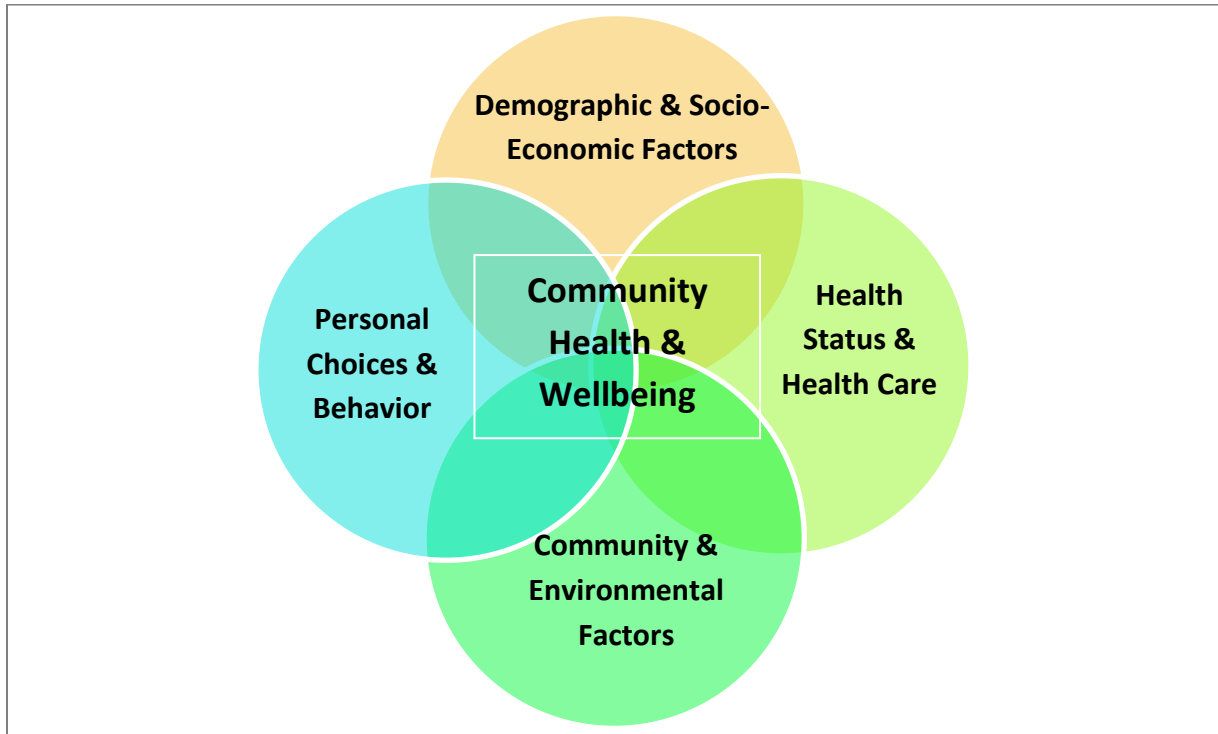 Demographic & Socio-
Economic Factors
Personal
Choices &
Behavior
Community
Health &
Wellbeing
Health
Status &
Health Care
Community &
Environmental
Factors